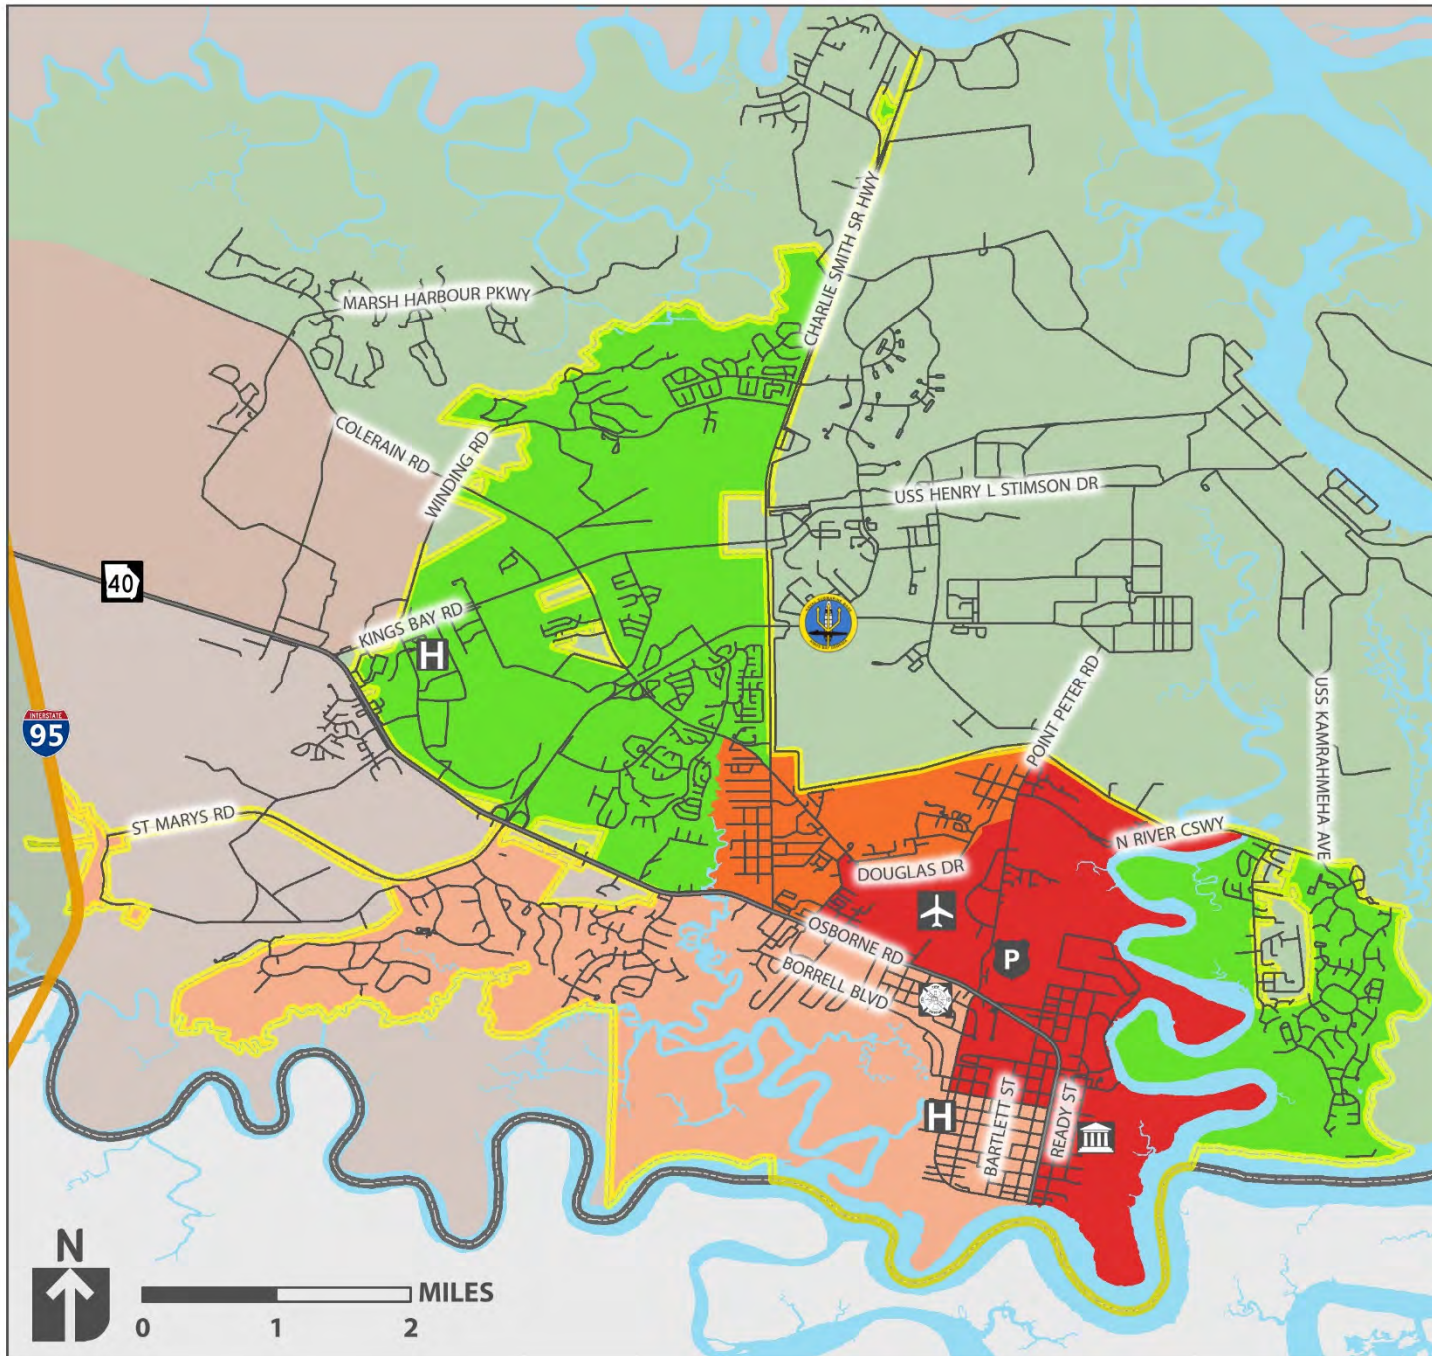 CHARLIE SMITH SR HWY
MARSH HARBOUR PKWY
COLERAIN RD
WINDING RD
USS HENRY L STIMSON DR
40
KINGS BAY RD
H
POINT PETER RD
USS KAMRAHMEHA AVE
INTERSTATE
95
ST MARYS RD
N RIVER CSWY
DOUGLAS DR
OSBORNE RD
P
BORRELL BLVD
BARTLETT ST
READY ST
H
N
MILES
0 1 2